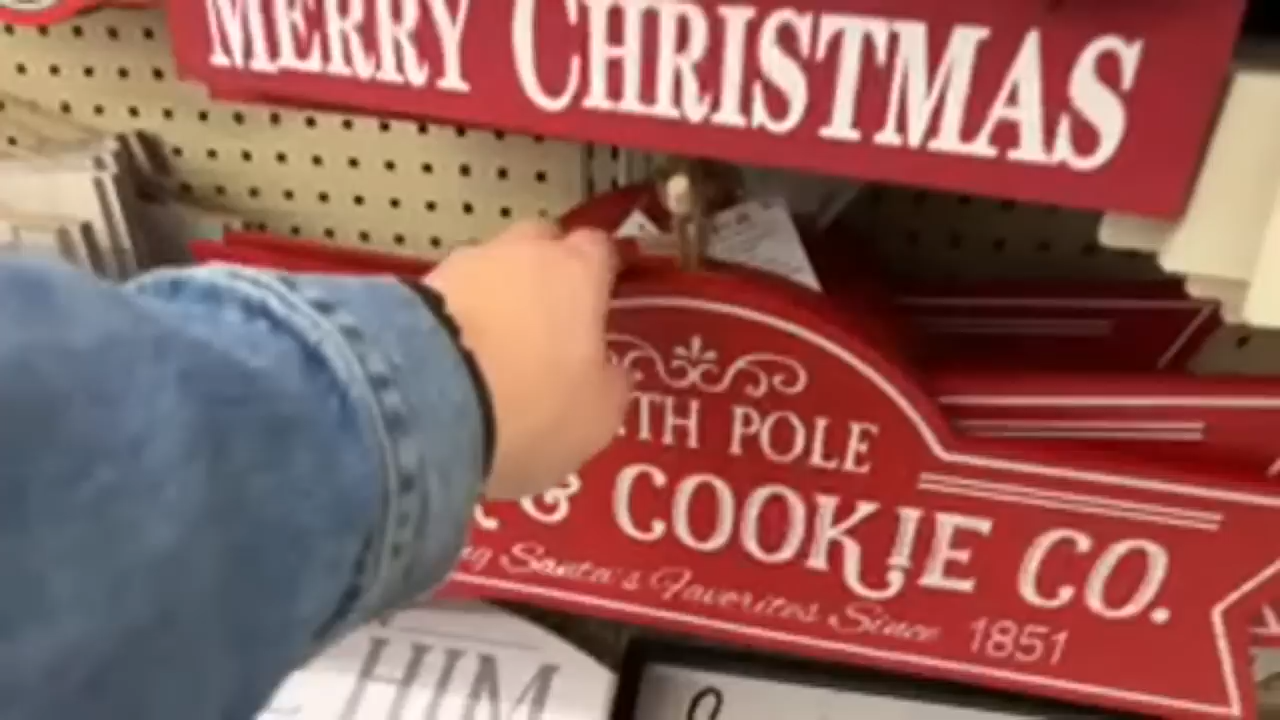 MERRY CHRISTMAS
TH POLE
& COOKIE CO.
Santa's Favorites Since 1851
HIM